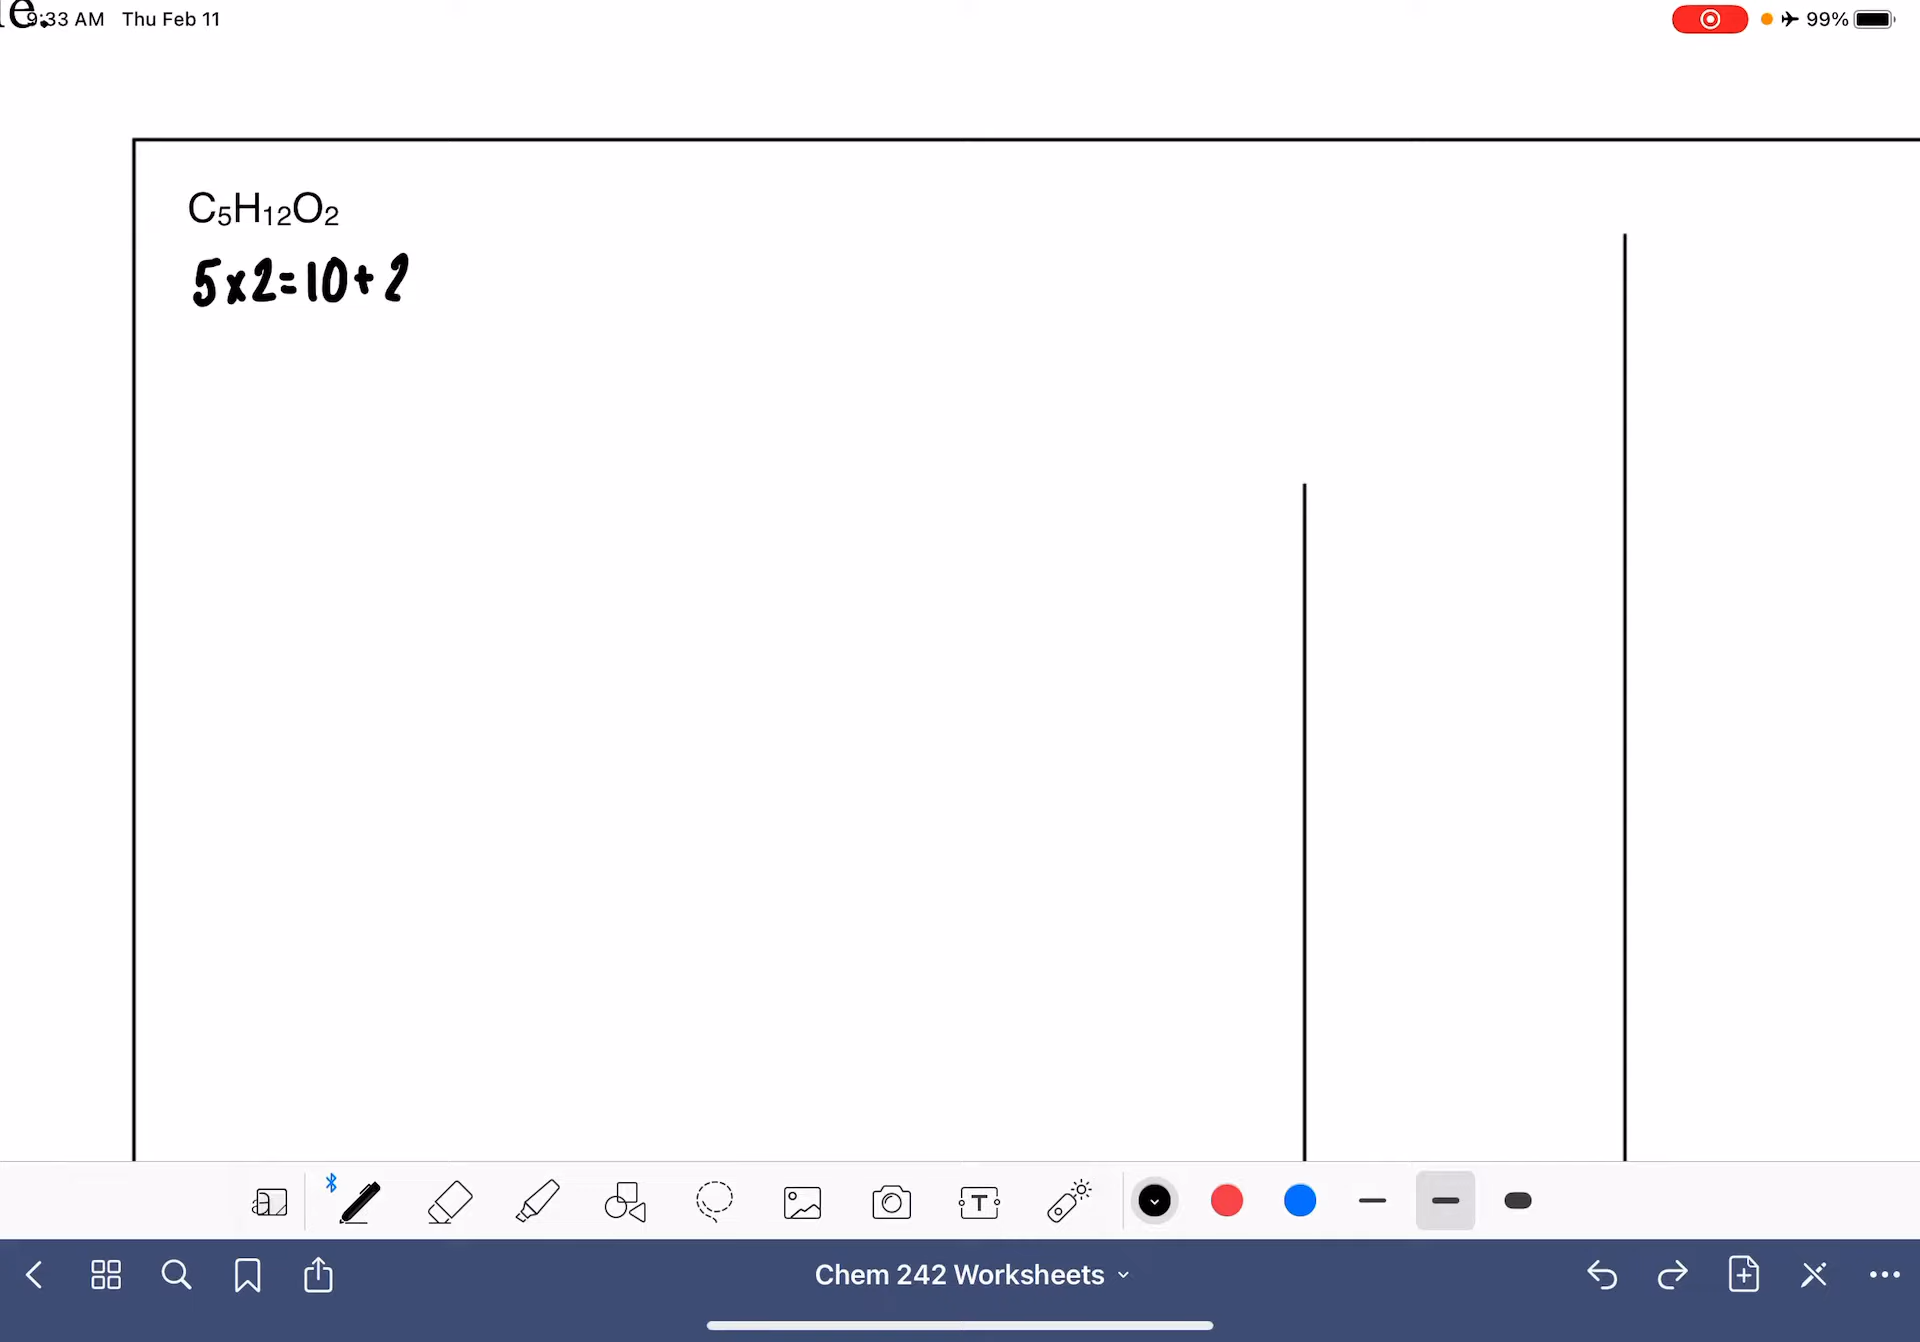 e.
9:33 AM Thu Feb 11
99%
C₅H₁₂O₂
5x2=10+2
a
T
Chem 242 Worksheets